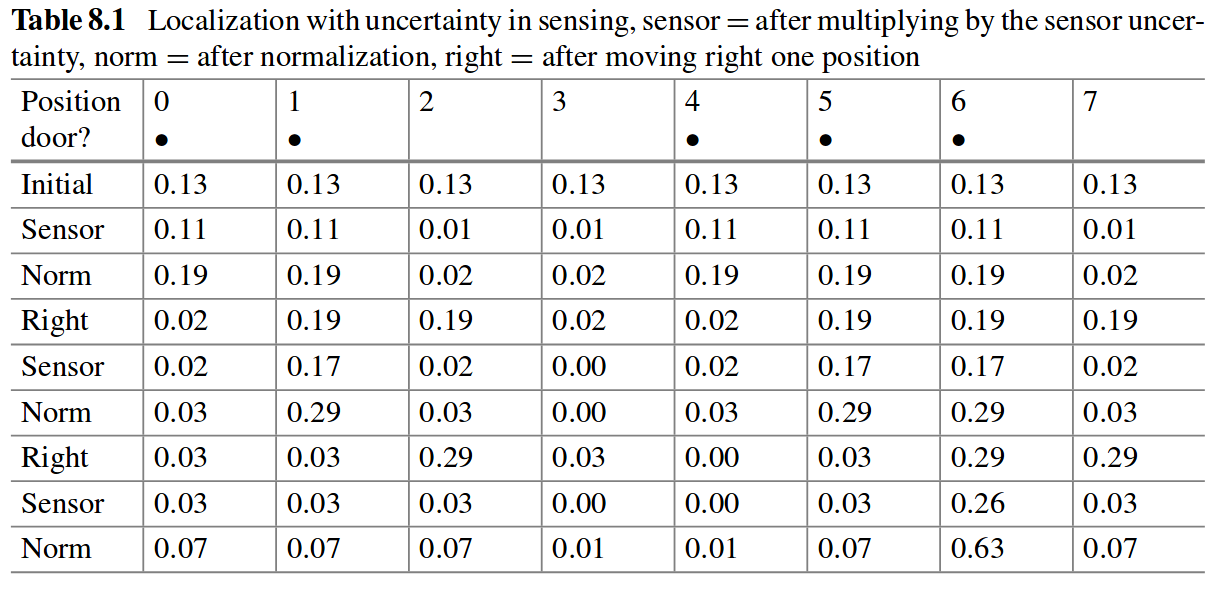 Table 8.1 Localization with uncertainty in sensing, sensor = after multiplying by the sensor uncer-
tainty, norm = after normalization, right = after moving right one position
Position 0 1 2 3 4 5 6 7
door? • • • • •
Initial 0.13 0.13 0.13 0.13 0.13 0.13 0.13 0.13
Sensor 0.11 0.11 0.01 0.01 0.11 0.11 0.11 0.01
Norm 0.19 0.19 0.02 0.02 0.19 0.19 0.19 0.02
Right 0.02 0.19 0.19 0.02 0.02 0.19 0.19 0.19
Sensor 0.02 0.17 0.02 0.00 0.02 0.17 0.17 0.02
Norm 0.03 0.29 0.03 0.00 0.03 0.29 0.29 0.03
Right 0.03 0.03 0.29 0.03 0.00 0.03 0.29 0.29
Sensor 0.03 0.03 0.03 0.00 0.00 0.03 0.26 0.03
Norm 0.07 0.07 0.07 0.01 0.01 0.07 0.63 0.07